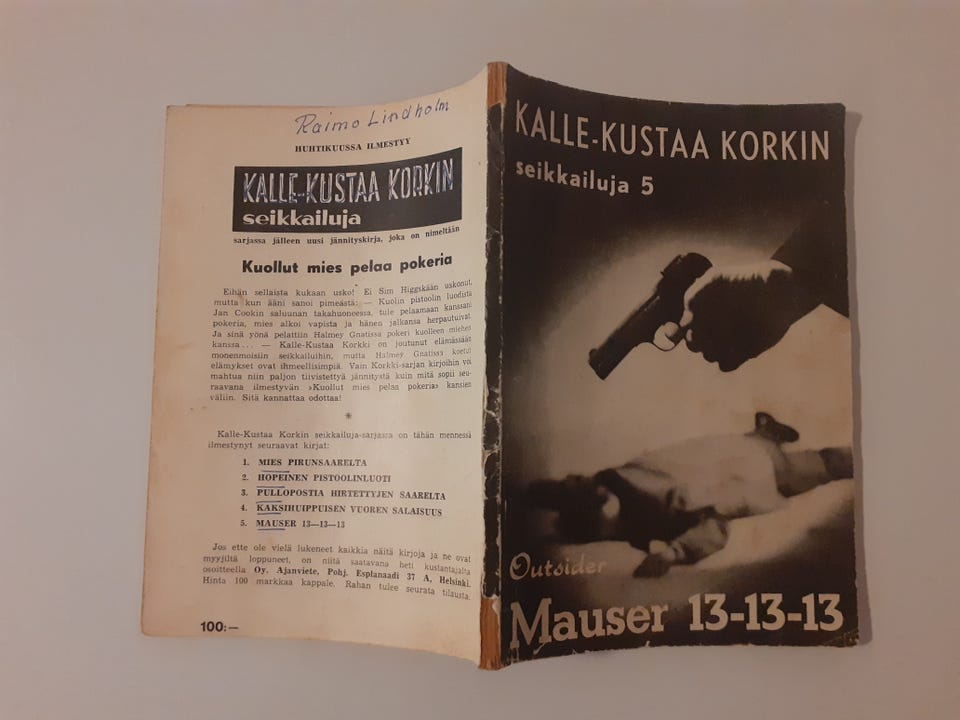 Raimo Lindholm
HUHTIKUUSSA ILMESTYY
KALLE-KUSTAA KORKIN
seikkailuja
sarjassa jälleen uusi jännityskirja, joka on nimeltään
Kuollut mies pelaa pokeria
Eihän sellaista kukaan usko! Ei Sim Higgskään uskonut,
mutta kun ääni sanoi pimeästä: — Kuolin pistoolin luodista
Jan Cookin saluunan takahuoneessa, tule pelaamaan kanssani
pokeria, mies alkoi vapista ja hänen jalkansa herpautuivat.
Ja sinä yönä pelattiin Halmey Gnatissa pokeri kuolleen miehen
kanssa... — Kalle-Kustaa Korkki on joutunut elämässään
monenmoisiin seikkailuihin, mutta Halmey Gnatissa koetut
elämykset ovat ihmeellisimpiä. Vain Korkki-sarjan kirjoihin voi
mahtua niin paljon tiivistettyä jännitystä kuin mitä sopii seu-
raavana ilmestyvän »Kuollut mies pelaa pokeria» kansien
väliin. Sitä kannattaa odottaa!
*
Kalle-Kustaa Korkin seikkailuja-sarjassa on tähän mennessä
ilmestynyt seuraavat kirjat:
1. MIES PIRUNSAARELTA
2. HOPEINEN PISTOOLINLUOTI
3. PULLOPOSTIA HIRTETTYJEN SAARELTA
4. KAKSIHUIPPUISEN VUOREN SALAISUUS
5. MAUSER 13—13—13
Jos ette ole vielä lukeneet kaikkia näitä kirjoja ja ne ovat
myyjiltä loppuneet, on niitä saatavana heti kustantajalta
osoitteella Oy. Ajanviete, Pohj. Esplanaadi 37 A, Helsinki.
Hinta 100 markkaa kappale. Rahan tulee seurata tilausta.
100:—
KALLE-KUSTAA KORKIN
seikkailuja 5
Outsider
Mauser 13-13-13